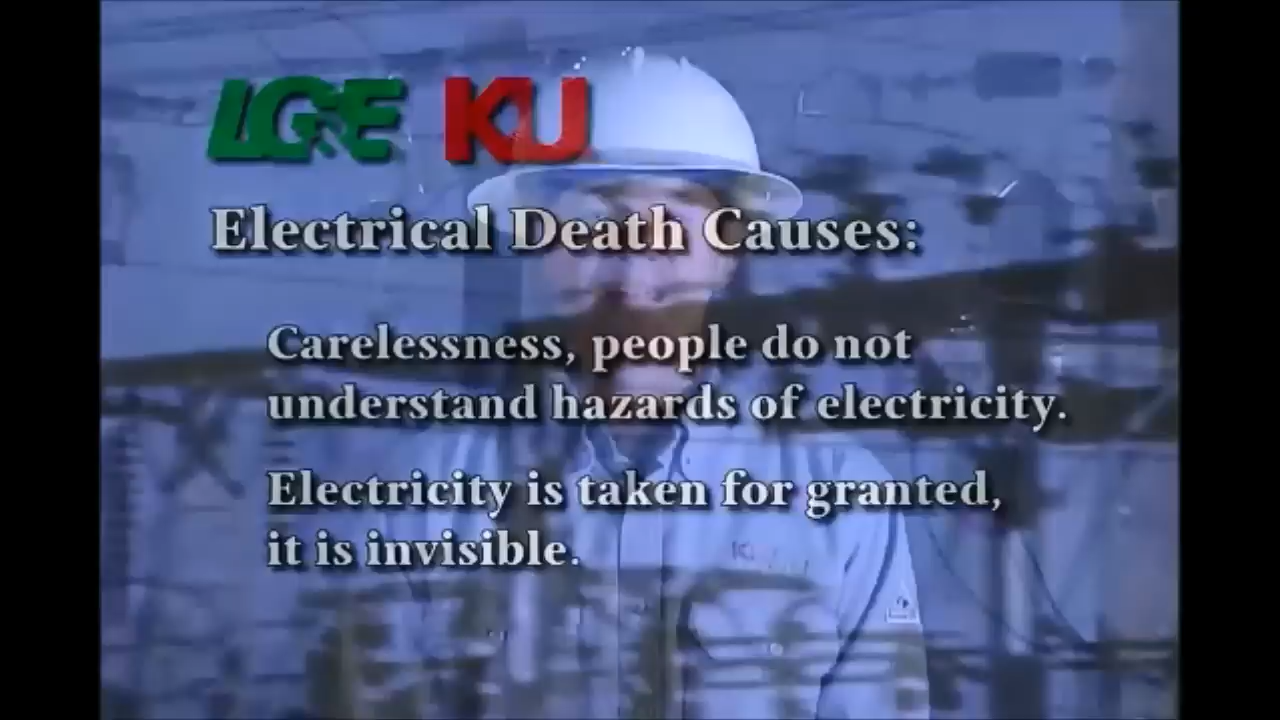 LG&E KU
Electrical Death Causes:
Carelessness, people do not
understand hazards of electricity.
Electricity is taken for granted,
it is invisible.